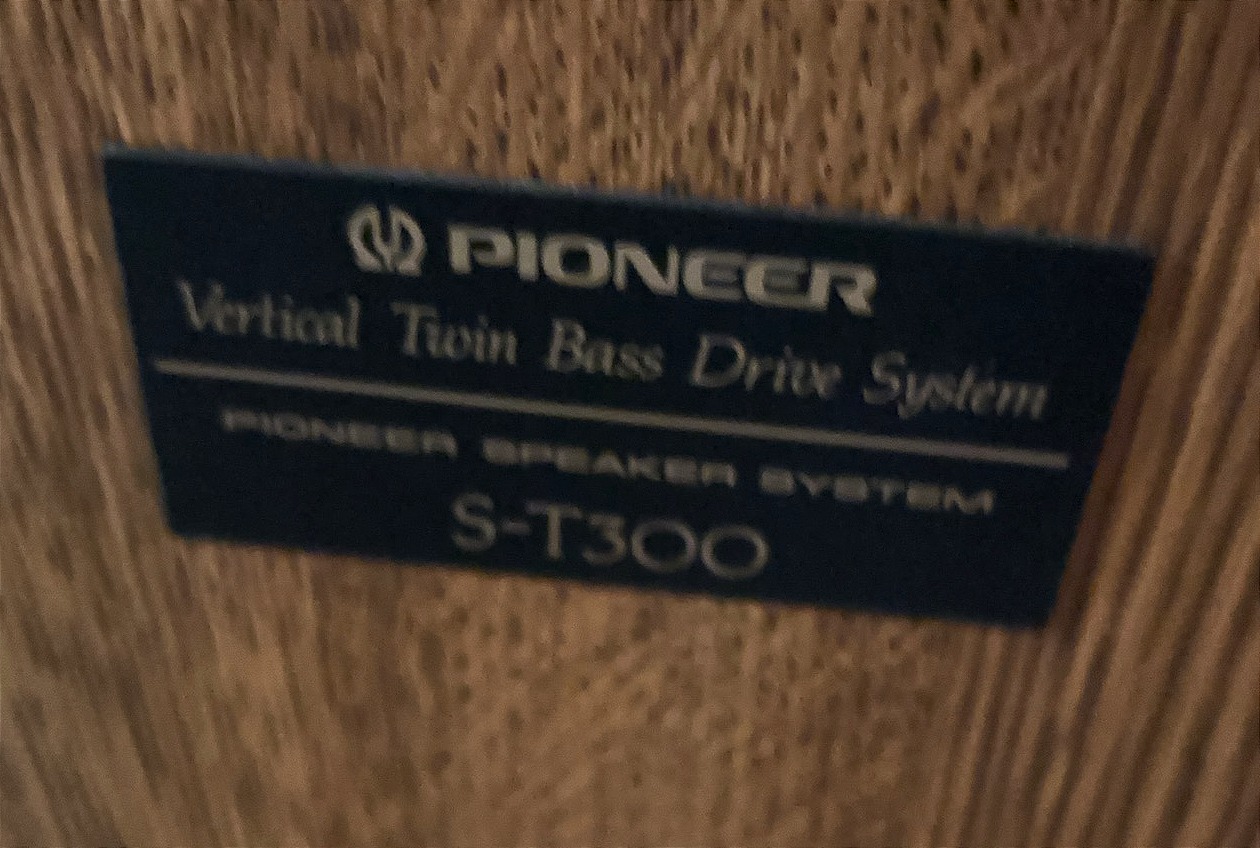 PIONEER
Vertical Twin Bass Drive System
PIONEER SPEAKER SYSTEM
S-T300